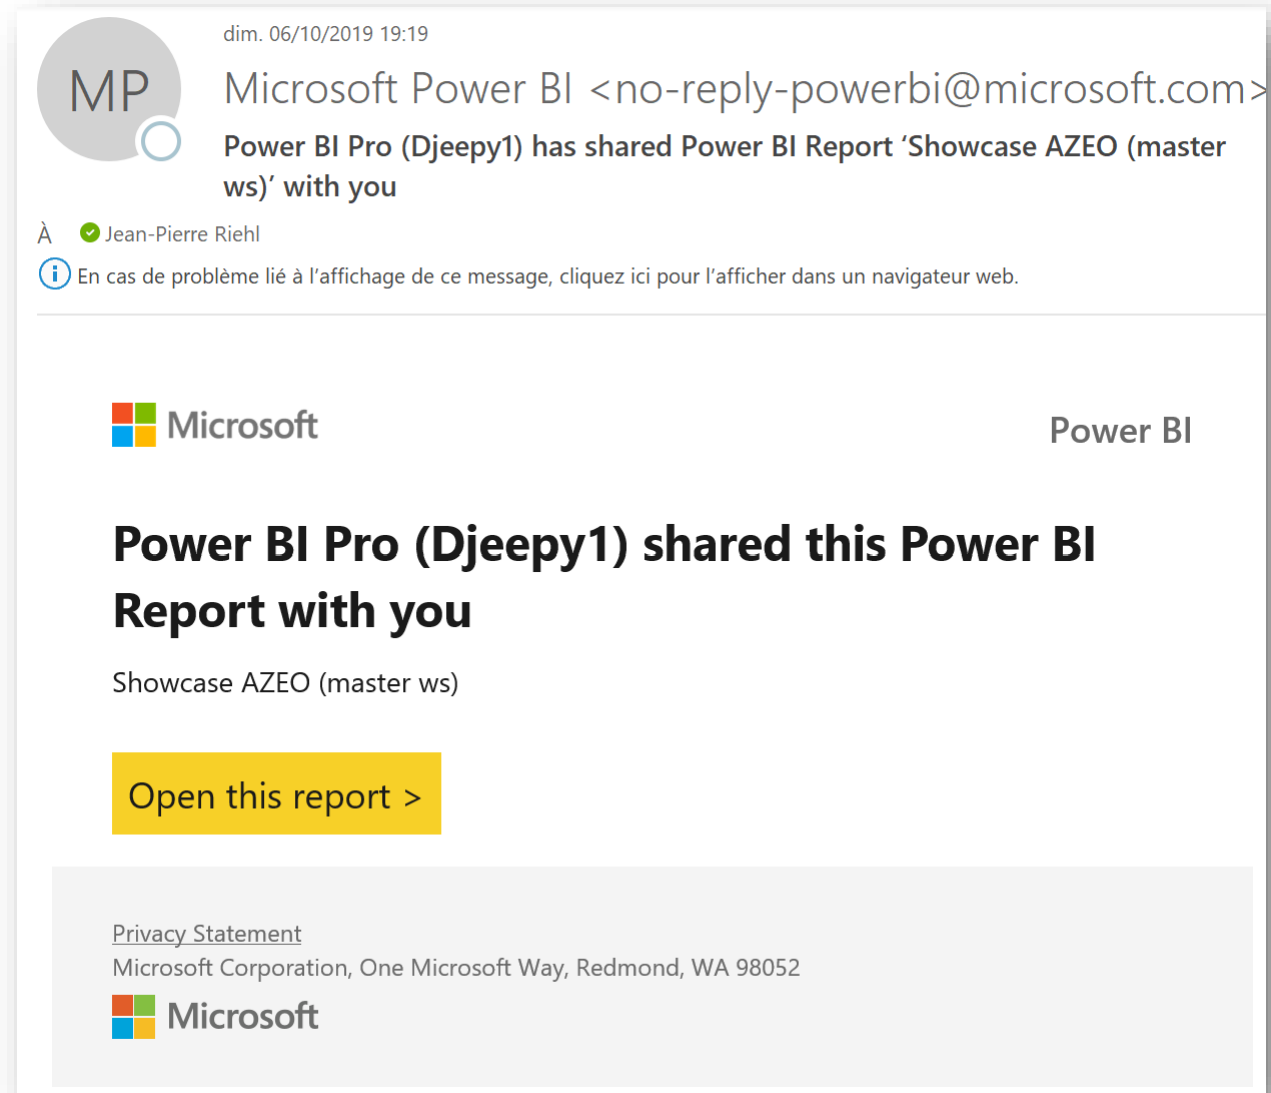 dim. 06/10/2019 19:19
MP
Microsoft Power BI <no-reply-powerbi@microsoft.com>
Power BI Pro (Djeepy1) has shared Power BI Report ‘Showcase AZEO (master
ws)’ with you
À Jean-Pierre Riehl
En cas de problème lié à l’affichage de ce message, cliquez ici pour l’afficher dans un navigateur web.
Microsoft
Power BI
Power BI Pro (Djeepy1) shared this Power BI
Report with you
Showcase AZEO (master ws)
Open this report >
Privacy Statement
Microsoft Corporation, One Microsoft Way, Redmond, WA 98052
Microsoft